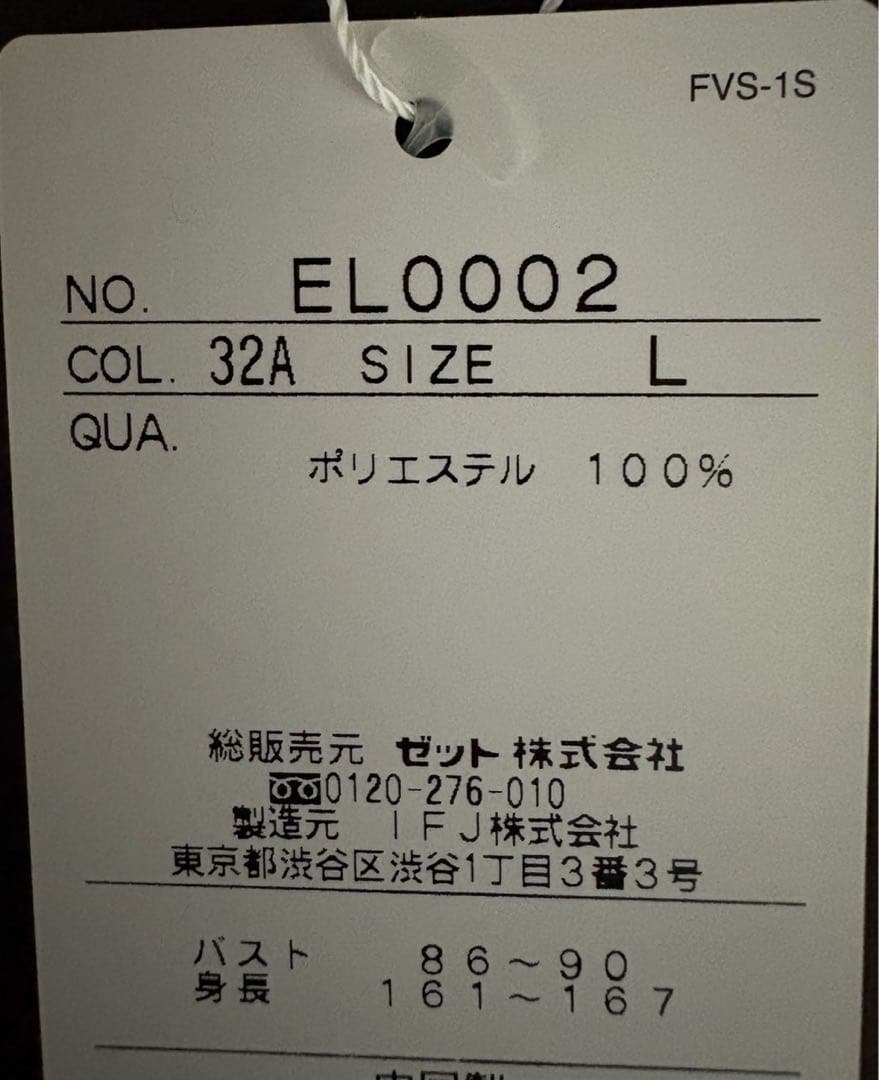 FVS-1S
NO. EL0002
COL. 32A SIZE L
QUA.
ポリエステル 100%
総販売元 ゼット株式会社
0120-276-010
製造元 IFJ株式会社
東京都渋谷区渋谷1丁目3番3号
バスト 86～90
身長 161～167